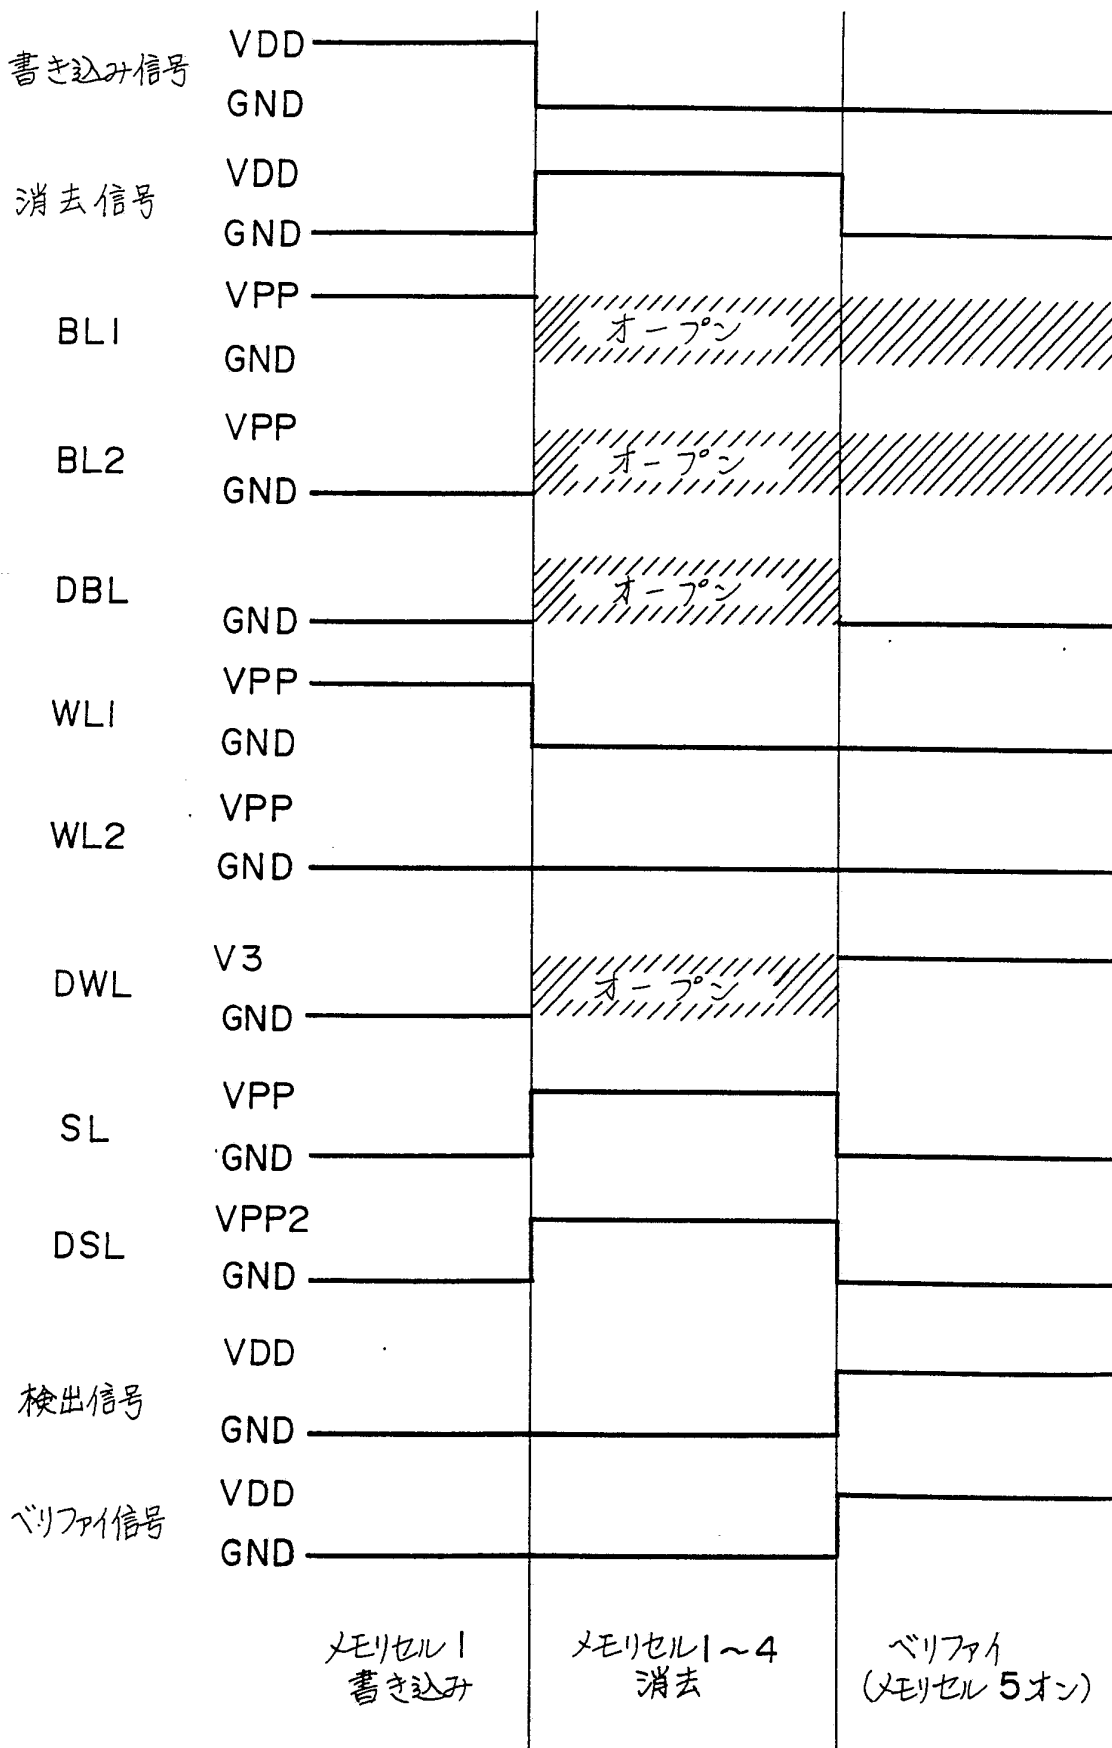 書き込み信号
VDD
GND
消去信号
VDD
GND
BL1
VPP
GND
オープン
BL2
VPP
GND
オープン
DBL
GND
オープン
WL1
VPP
GND
WL2
VPP
GND
DWL
V3
GND
オープン
SL
VPP
GND
DSL
VPP2
GND
検出信号
VDD
GND
ベリファイ信号
VDD
GND
メモリセル1
書き込み
メモリセル1～4
消去
ベリファイ
(メモリセル5オン)